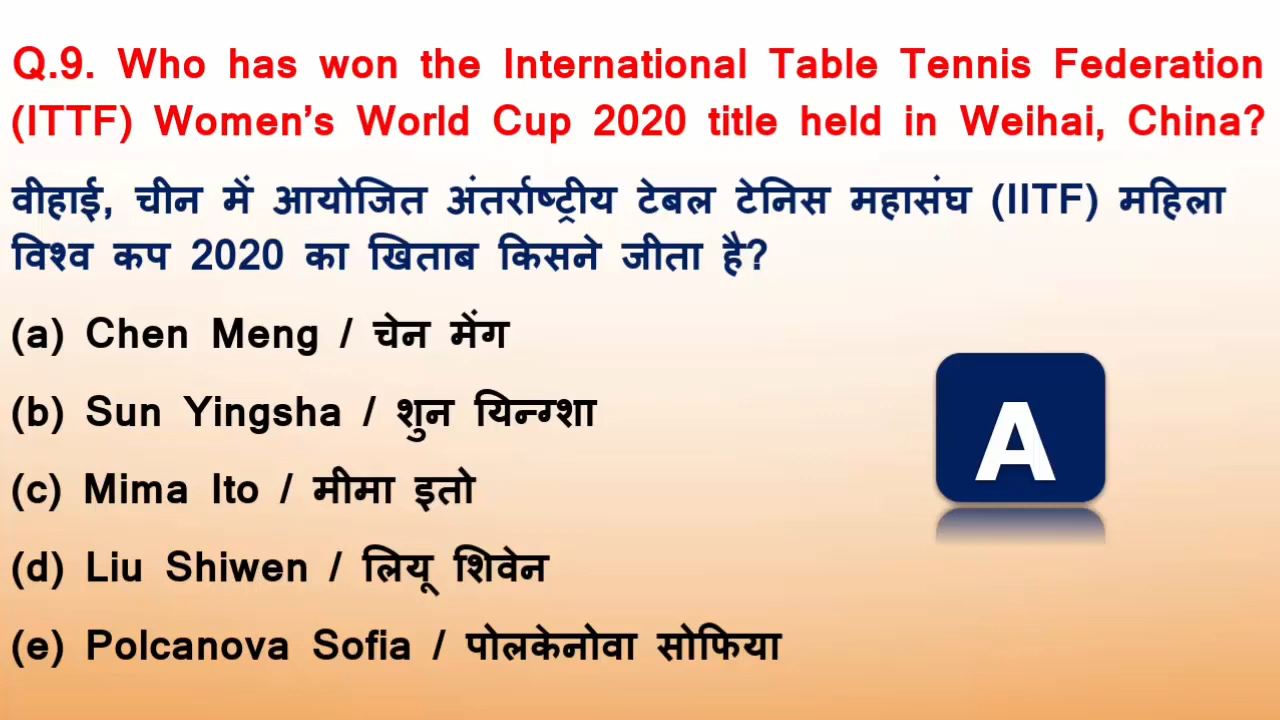 Q.9. Who has won the International Table Tennis Federation
(ITTF) Women’s World Cup 2020 title held in Weihai, China?
वीहाई, चीन में आयोजित अंतर्राष्ट्रीय टेबल टेनिस महासंघ (IITF) महिला
विश्व कप 2020 का खिताब किसने जीता है?
(a) Chen Meng / चेन मेंग
(b) Sun Yingsha / शुन यिन्ग्शा
(c) Mima Ito / मीमा इतो
(d) Liu Shiwen / लियू शिवेन
(e) Polcanova Sofia / पोलकेनोवा सोफिया
A